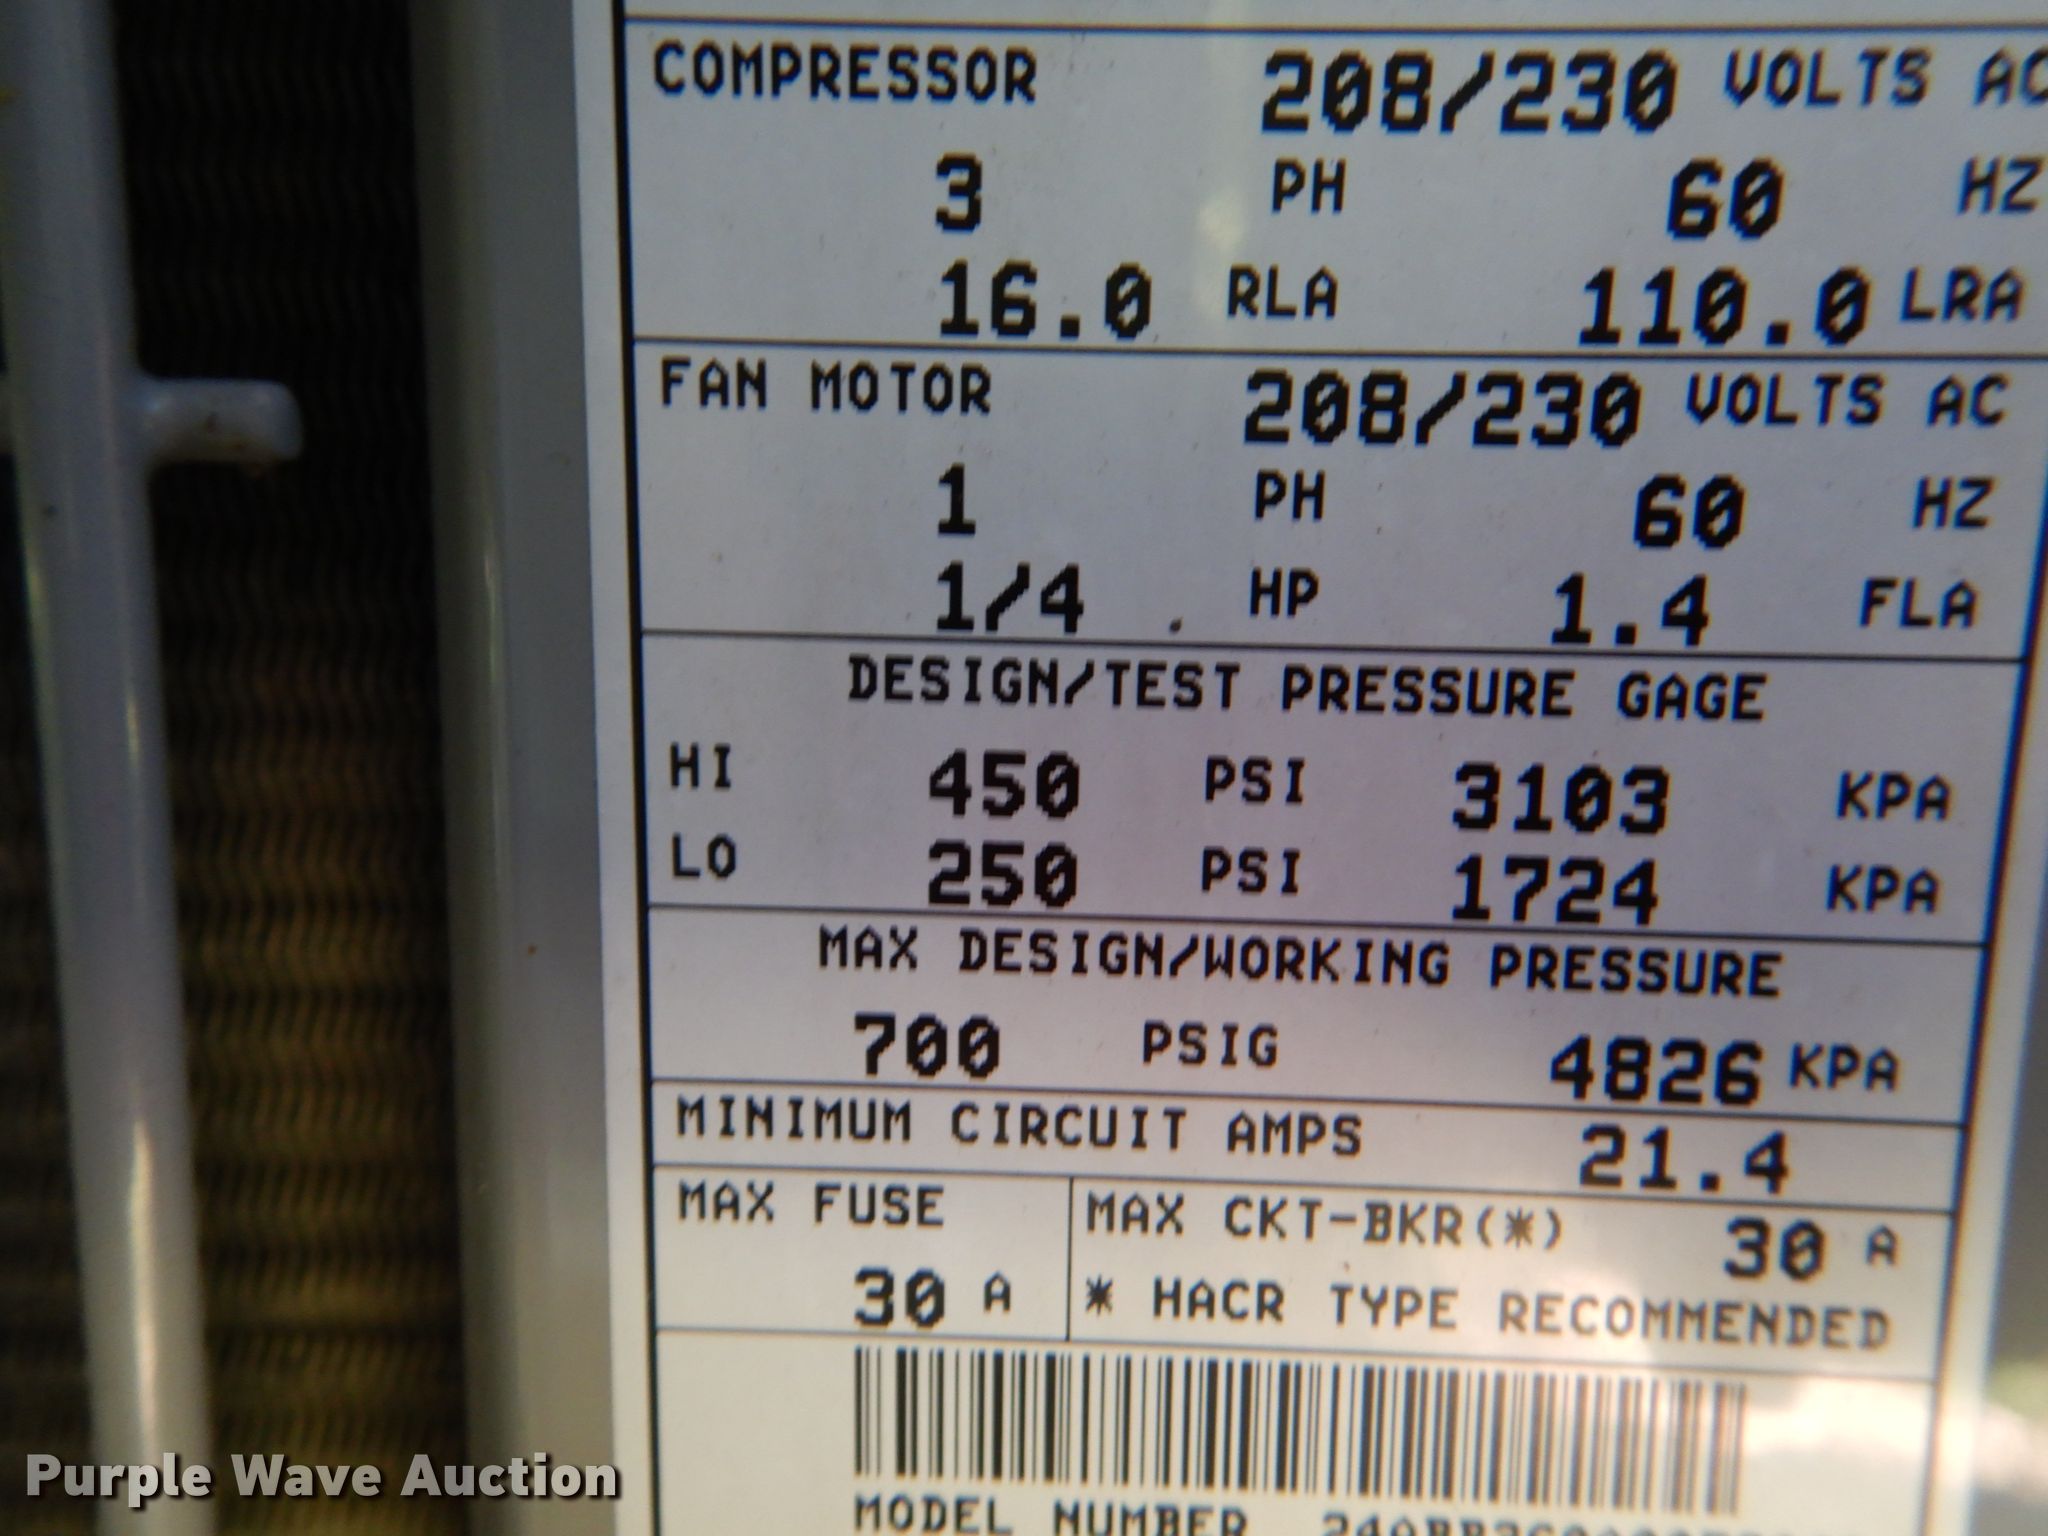 COMPRESSOR 208/230 VOLTS AC
3 PH 60 HZ
16.0 RLA 110.0 LRA
FAN MOTOR 208/230 VOLTS AC
1 PH 60 HZ
1/4 HP 1.4 FLA
DESIGN/TEST PRESSURE GAGE
HI 450 PSI 3103 KPA
LO 250 PSI 1724 KPA
MAX DESIGN/WORKING PRESSURE
700 PSIG 4826 KPA
MINIMUM CIRCUIT AMPS 21.4
MAX FUSE MAX CKT-BKR(*) 30 A
30 A * HACR TYPE RECOMMENDED
MODEL NUMBER
Purple Wave Auction